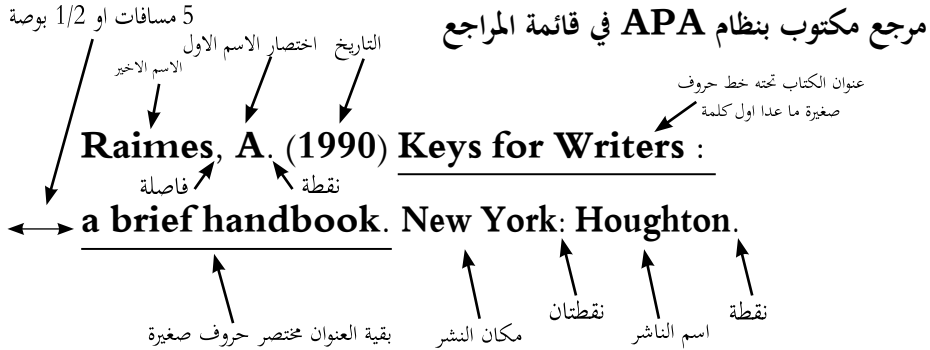 مرجع مكتوب بنظام APA في قائمة المراجع
5 مسافات او 1/2 بوصة
التاريخ
اختصار الاسم الاول
الاسم الاخير
عنوان الكتاب تحته خط حروف
صغيرة ما عدا اول كلمة
Raimes, A. (1990) Keys for Writers :
فاصلة
نقطة
a brief handbook. New York: Houghton.
نقطة
نقطتان
اسم الناشر
مكان النشر
بقية العنوان مختصر حروف صغيرة